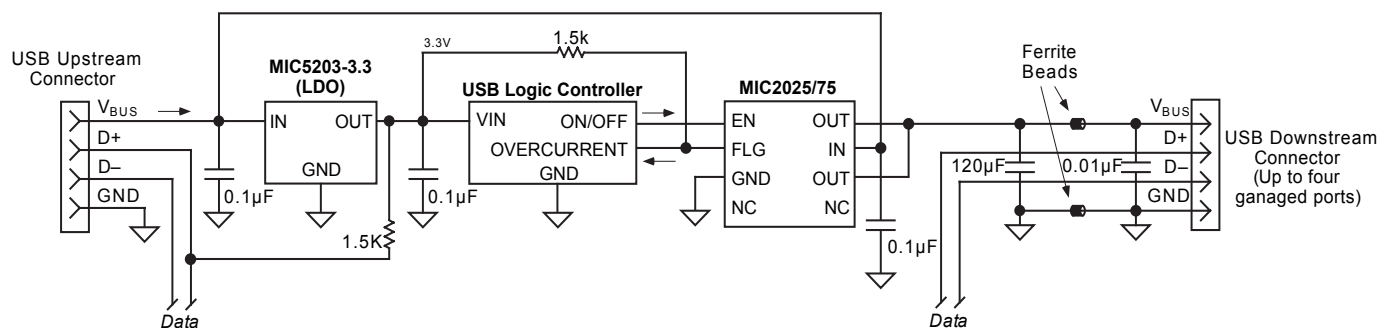 USB Upstream
Connector
V_BUS
D+
D–
GND
0.1µF
MIC5203-3.3
(LDO)
IN
OUT
GND
1.5K
Data
3.3V
1.5k
0.1µF
USB Logic Controller
VIN
ON/OFF
OVERCURRENT
GND
MIC2025/75
EN
OUT
FLG
IN
GND
OUT
NC
NC
0.1µF
Ferrite
Beads
120µF
0.01µF
V_BUS
D+
D–
GND
Data
USB Downstream
Connector
(Up to four
ganaged ports)